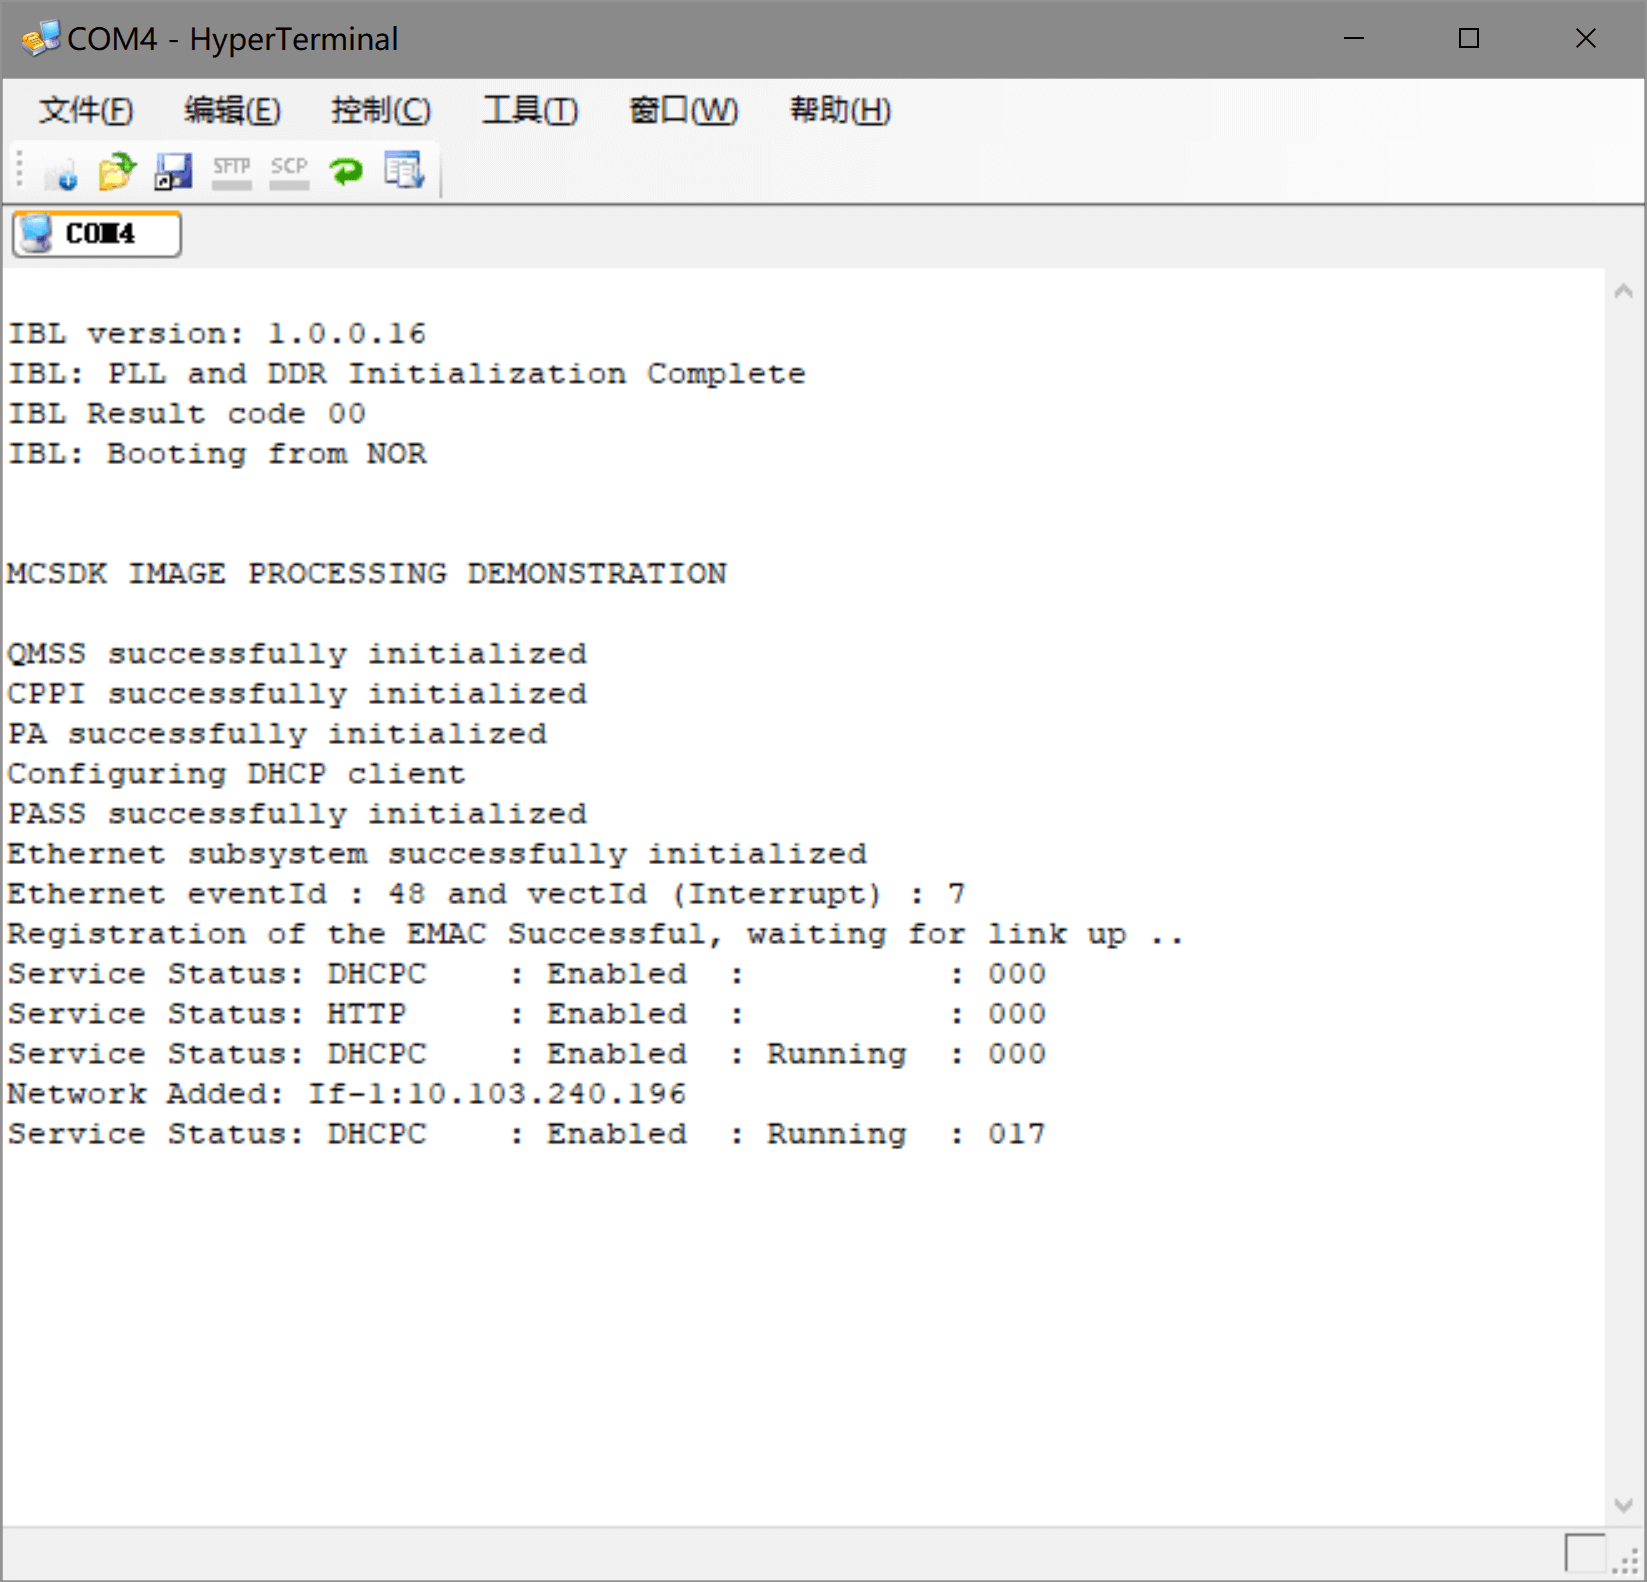 COM4 - HyperTerminal
文件(F) 编辑(E) 控制(C) 工具(T) 窗口(W) 帮助(H)
SFTP SCP
COM4
IBL version: 1.0.0.16
IBL: PLL and DDR Initialization Complete
IBL Result code 00
IBL: Booting from NOR
MCSDK IMAGE PROCESSING DEMONSTRATION
QMSS successfully initialized
CPPI successfully initialized
PA successfully initialized
Configuring DHCP client
PASS successfully initialized
Ethernet subsystem successfully initialized
Ethernet eventId : 48 and vectId (Interrupt) : 7
Registration of the EMAC Successful, waiting for link up ..
Service Status: DHCPC    : Enabled  :          : 000
Service Status: HTTP     : Enabled  :          : 000
Service Status: DHCPC    : Enabled  : Running  : 000
Network Added: If-1:10.103.240.196
Service Status: DHCPC    : Enabled  : Running  : 017